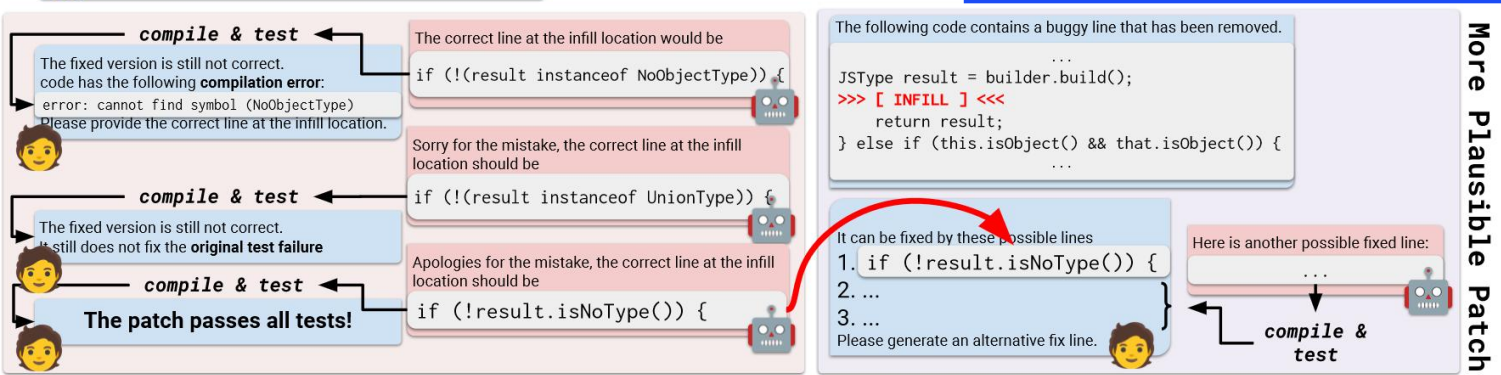 compile & test
The fixed version is still not correct.
code has the following compilation error:
error: cannot find symbol (NoObjectType)
Please provide the correct line at the infill location.
The correct line at the infill location would be
if (!(result instanceof NoObjectType)) {
Sorry for the mistake, the correct line at the infill
location should be
if (!(result instanceof UnionType)) {
compile & test
The fixed version is still not correct.
It still does not fix the original test failure
Apologies for the mistake, the correct line at the infill
location should be
if (!result.isNoType()) {
compile & test
The patch passes all tests!
The following code contains a buggy line that has been removed.
...
JSType result = builder.build();
>>> [ INFILL ] <<<
return result;
} else if (this.isObject() && that.isObject()) {
...
It can be fixed by these possible lines
1. if (!result.isNoType()) {
2. ...
3. ...
}
Please generate an alternative fix line.
Here is another possible fixed line:
...
compile &
test
More Plausible Patch